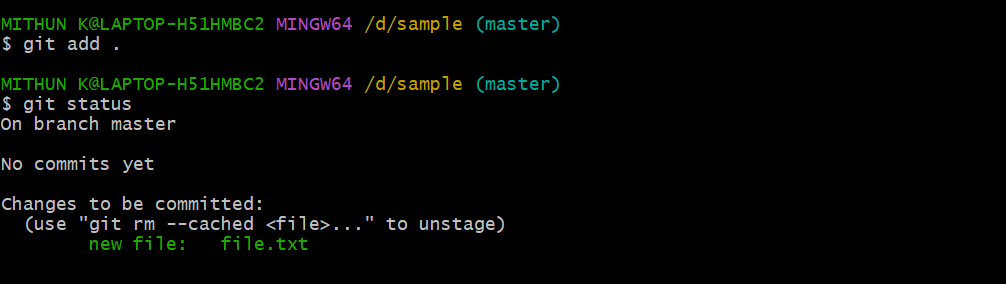 MITHUN K@LAPTOP-H51HMBC2 MINGW64 /d/sample (master)
$ git add .
MITHUN K@LAPTOP-H51HMBC2 MINGW64 /d/sample (master)
$ git status
On branch master
No commits yet
Changes to be committed:
  (use "git rm --cached <file>..." to unstage)
        new file:   file.txt